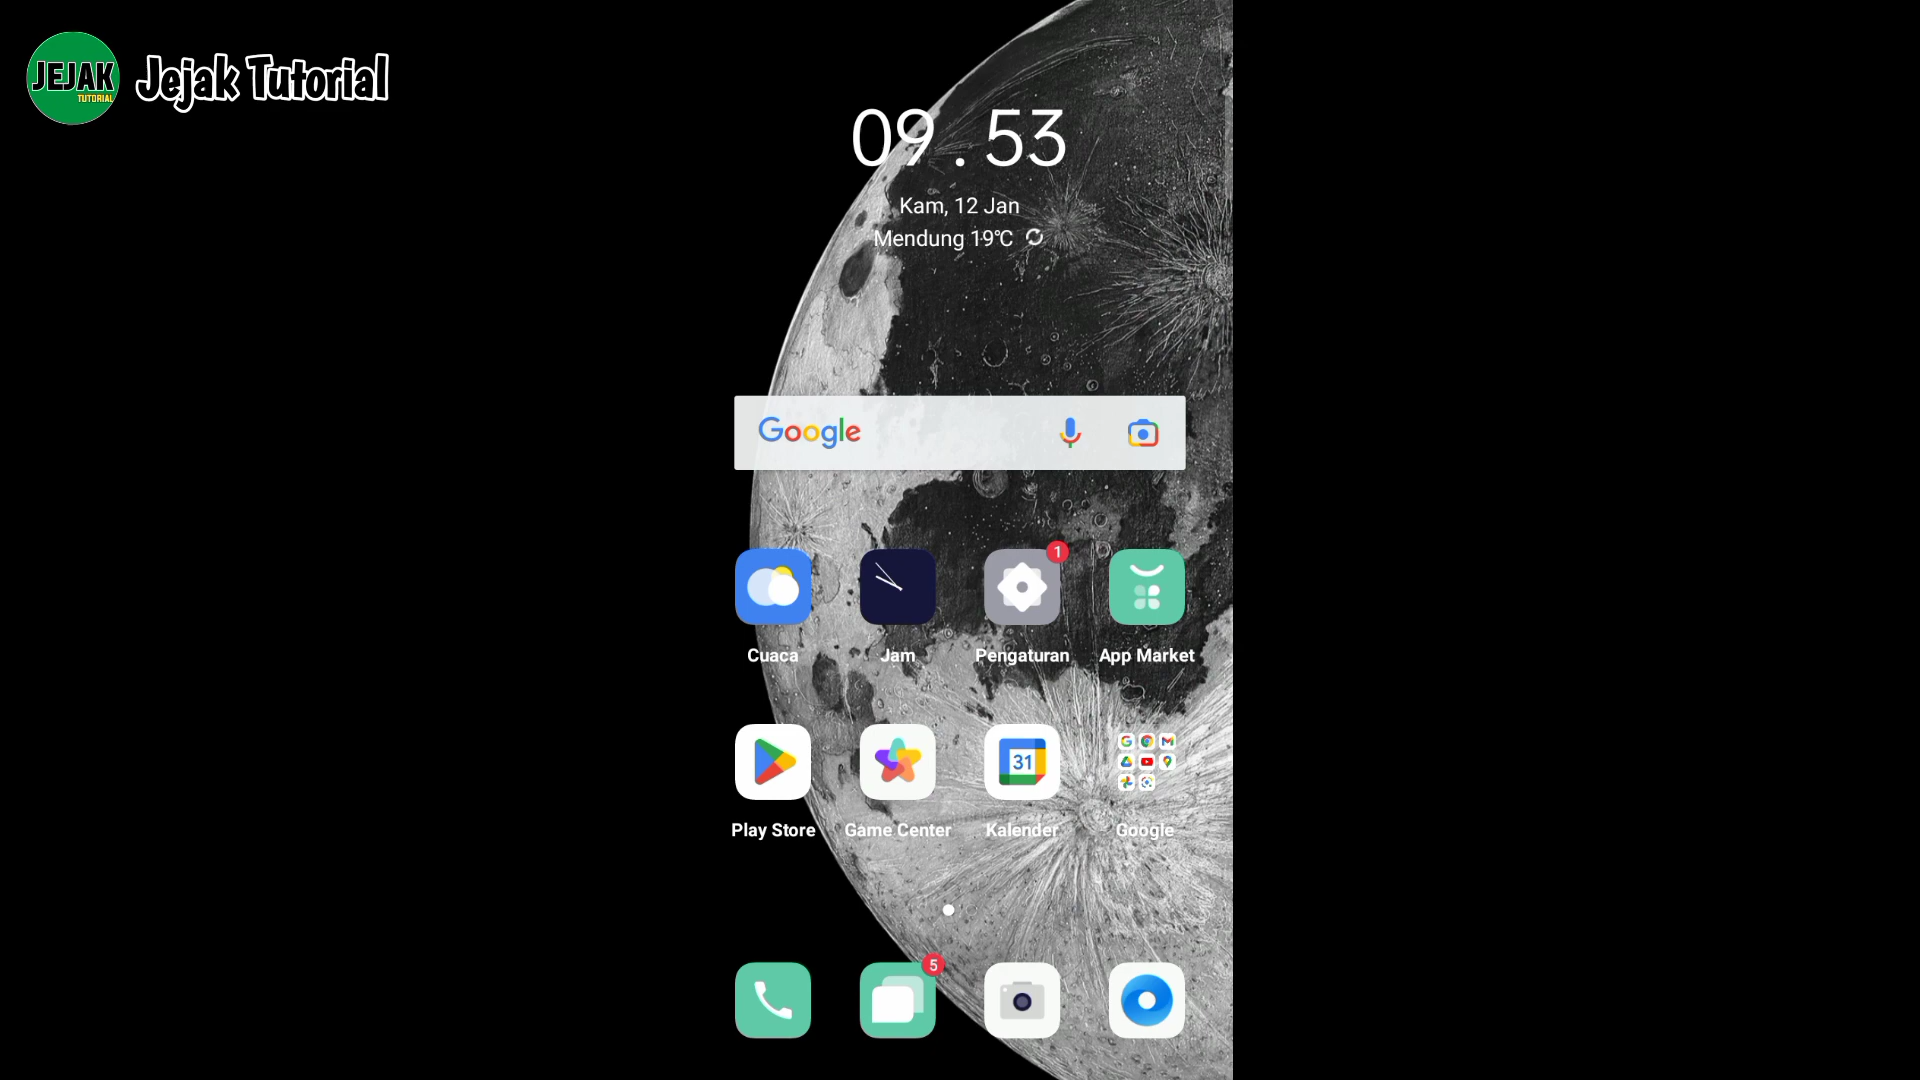 JEJAK
TUTORIAL
Jejak Tutorial
09.53
Kam, 12 Jan
Mendung 19°C
Google
1
Cuaca
Jam
Pengaturan
App Market
31
Play Store
Game Center
Kalender
Google
5